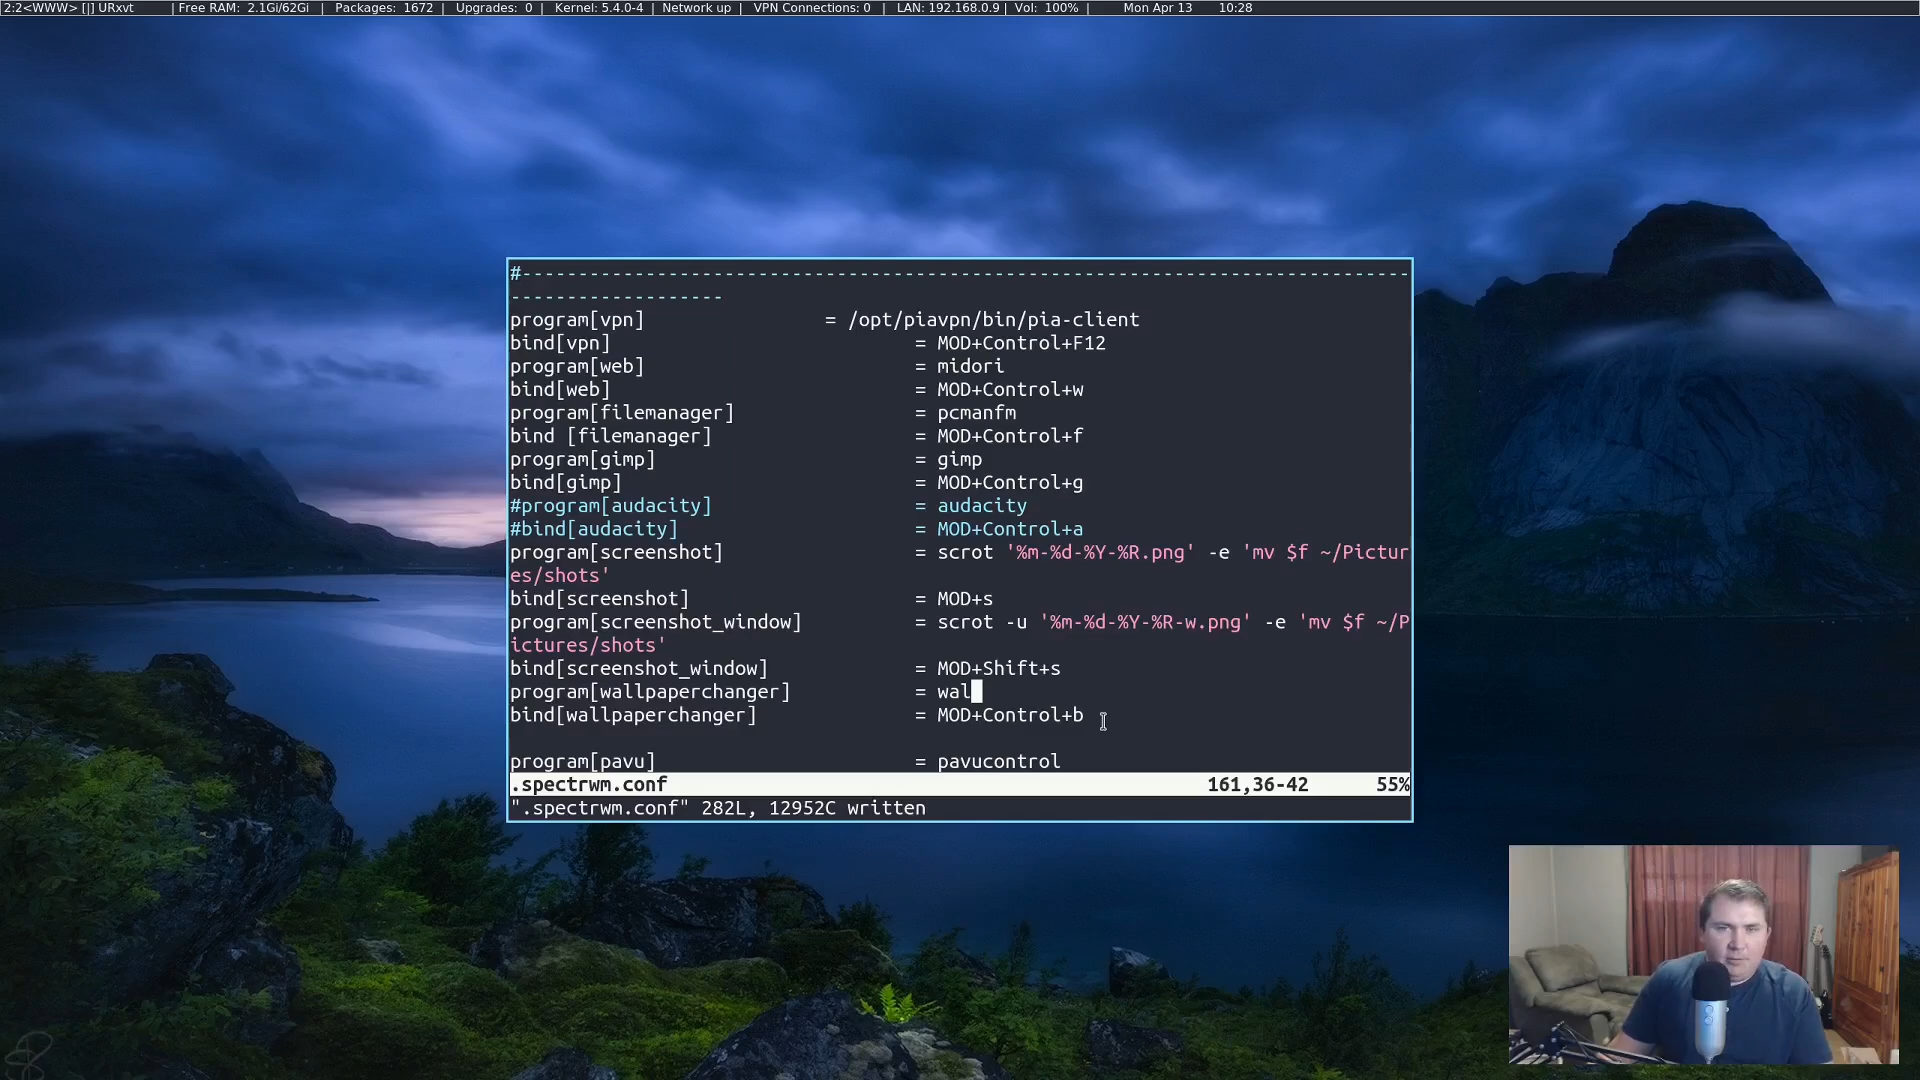 2:2<WWW> [|] URxvt | Free RAM: 2.1Gi/62Gi | Packages: 1672 | Upgrades: 0 | Kernel: 5.4.0-4 | Network up | VPN Connections: 0 | LAN: 192.168.0.9 | Vol: 100% | Mon Apr 13 10:28
#-------------------------------------------------------------------------------
-------------------
program[vpn] = /opt/piavpn/bin/pia-client
bind[vpn] = MOD+Control+F12
program[web] = midori
bind[web] = MOD+Control+w
program[filemanager] = pcmanfm
bind [filemanager] = MOD+Control+f
program[gimp] = gimp
bind[gimp] = MOD+Control+g
#program[audacity] = audacity
#bind[audacity] = MOD+Control+a
program[screenshot] = scrot '%m-%d-%Y-%R.png' -e 'mv $f ~/Pictur
es/shots'
bind[screenshot] = MOD+s
program[screenshot_window] = scrot -u '%m-%d-%Y-%R-w.png' -e 'mv $f ~/P
ictures/shots'
bind[screenshot_window] = MOD+Shift+s
program[wallpaperchanger] = wal
bind[wallpaperchanger] = MOD+Control+b
program[pavu] = pavucontrol
.spectrwm.conf 161,36-42 55%
".spectrwm.conf" 282L, 12952C written